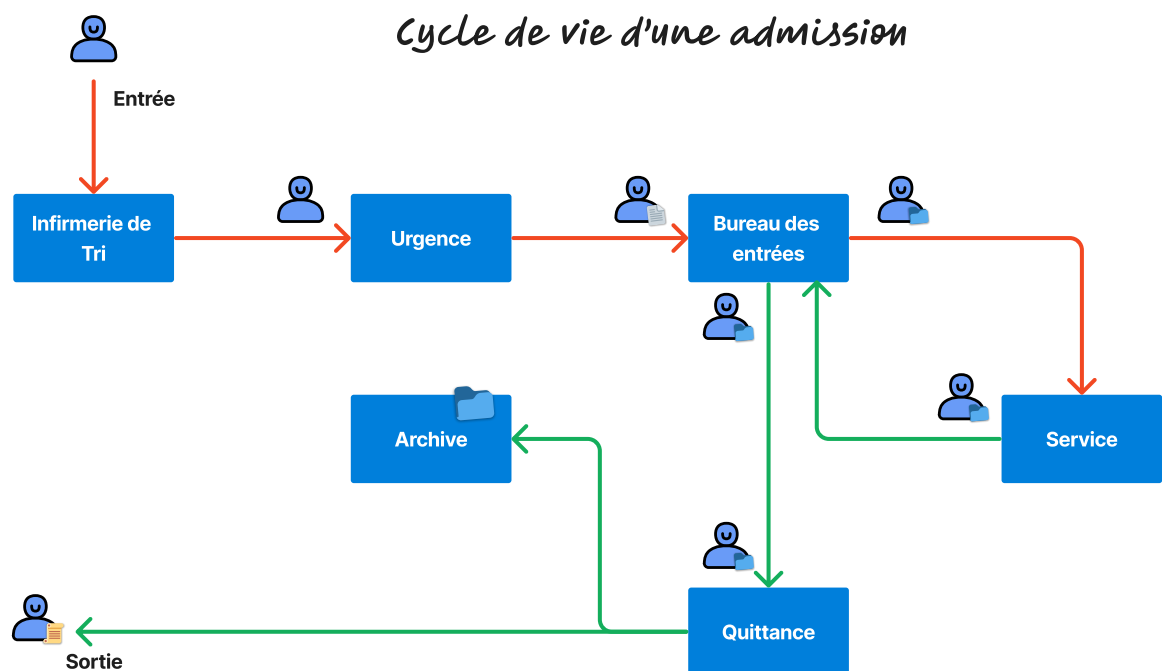 Cycle de vie d'une admission
Entrée
Infirmerie de
Tri
Urgence
Bureau des
entrées
Archive
Service
Quittance
Sortie